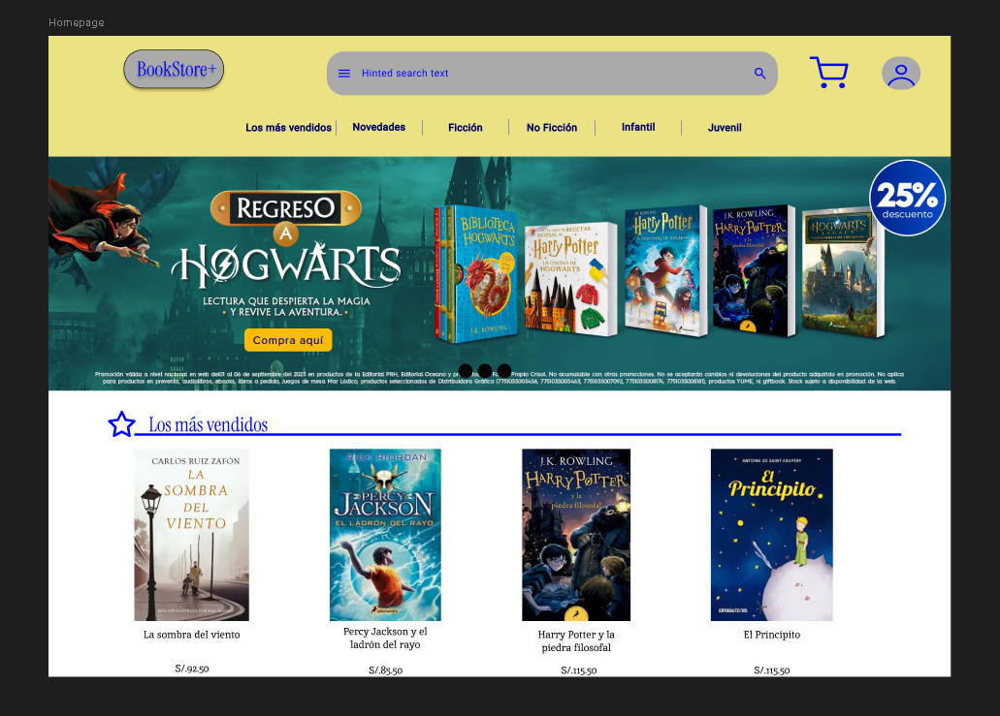 Homepage
BookStore+
Hinted search text
Los más vendidos
Novedades
Ficción
No Ficción
Infantil
Juvenil
REGRESO
A
HOGWARTS
LECTURA QUE DESPIERTA LA MAGIA
• Y REVIVE LA AVENTURA. •
Compra aquí
BIBLIOTECA
HOGWARTS
J.K. ROWLING
RECETAS
Harry Potter
LA COCINA DE
HOGWARTS
Harry Potter
J.K. ROWLING
HARRY POTTER
y la
piedra filosofal
HOGWARTS
LEGACY
25%
descuento
Promoción válida a nivel nacional en web del 01 al 06 de septiembre del 2025 en productos de la Editorial PRH, Editorial Oceano y Propio Crisol. No acumulable con otras promociones. No se aceptarán cambios ni devoluciones del producto adquirido en promoción. No aplica
para productos en preventa, audiolibros, ebooks, libros a pedido, Juegos de mesa Mar Lúdico, productos seleccionados de Distribuidora Gráfica (7751035005456, 7751035005463, 7751035007092, 7751035008174, 7751035008181), productos YUME, ni giftbook. Stock sujeto a disponibilidad de la web.
Los más vendidos
CARLOS RUIZ ZAFÓN
LA
SOMBRA
DEL
VIENTO
RICK RIORDAN
PERCY
JACKSON
EL LADRÓN DEL RAYO
salamandra
J.K. ROWLING
HARRY POTTER
y la
piedra filosofal
ANTOINE DE SAINT-EXUPÉRY
El
Principito
La sombra del viento
S/.92.50
Percy Jackson y el
ladrón del rayo
S/.85.50
Harry Potter y la
piedra filosofal
S/.115.50
El Principito
S/.115.50